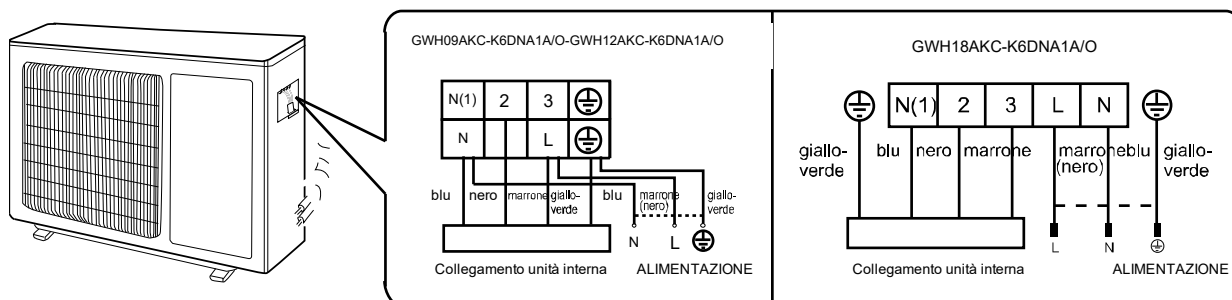 GWH09AKC-K6DNA1A/O-GWH12AKC-K6DNA1A/O
N(1) 2 3
N L
blu nero marrone giallo-verde blu marrone (nero) giallo-verde
N L
Collegamento unità interna ALIMENTAZIONE
GWH18AKC-K6DNA1A/O
N(1) 2 3 L N
giallo-verde blu nero marrone marrone (nero) blu giallo-verde
L N
Collegamento unità interna ALIMENTAZIONE